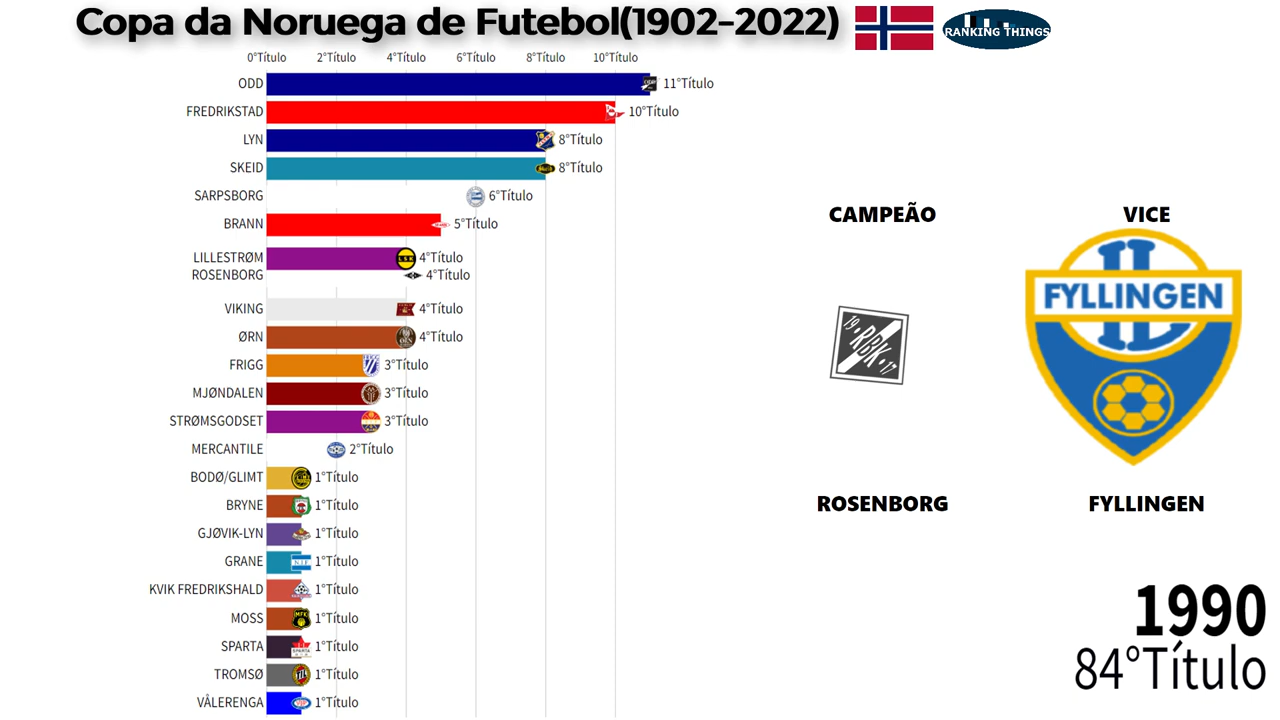 Copa da Noruega de Futebol(1902-2022)
RANKING THINGS
0°Título 2°Título 4°Título 6°Título 8°Título 10°Título
ODD 11°Título
FREDRIKSTAD 10°Título
LYN 8°Título
SKEID 8°Título
SARPSBORG 6°Título
BRANN 5°Título
LILLESTRØM 4°Título
ROSENBORG 4°Título
VIKING 4°Título
ØRN 4°Título
FRIGG 3°Título
MJØNDALEN 3°Título
STRØMSGODSET 3°Título
MERCANTILE 2°Título
BODØ/GLIMT 1°Título
BRYNE 1°Título
GJØVIK-LYN 1°Título
GRANE 1°Título
KVIK FREDRIKSHALD 1°Título
MOSS 1°Título
SPARTA 1°Título
TROMSØ 1°Título
VÅLERENGA 1°Título
CAMPEÃO VICE
19 RBK 17
FYLLINGEN
ROSENBORG FYLLINGEN
1990
84°Título